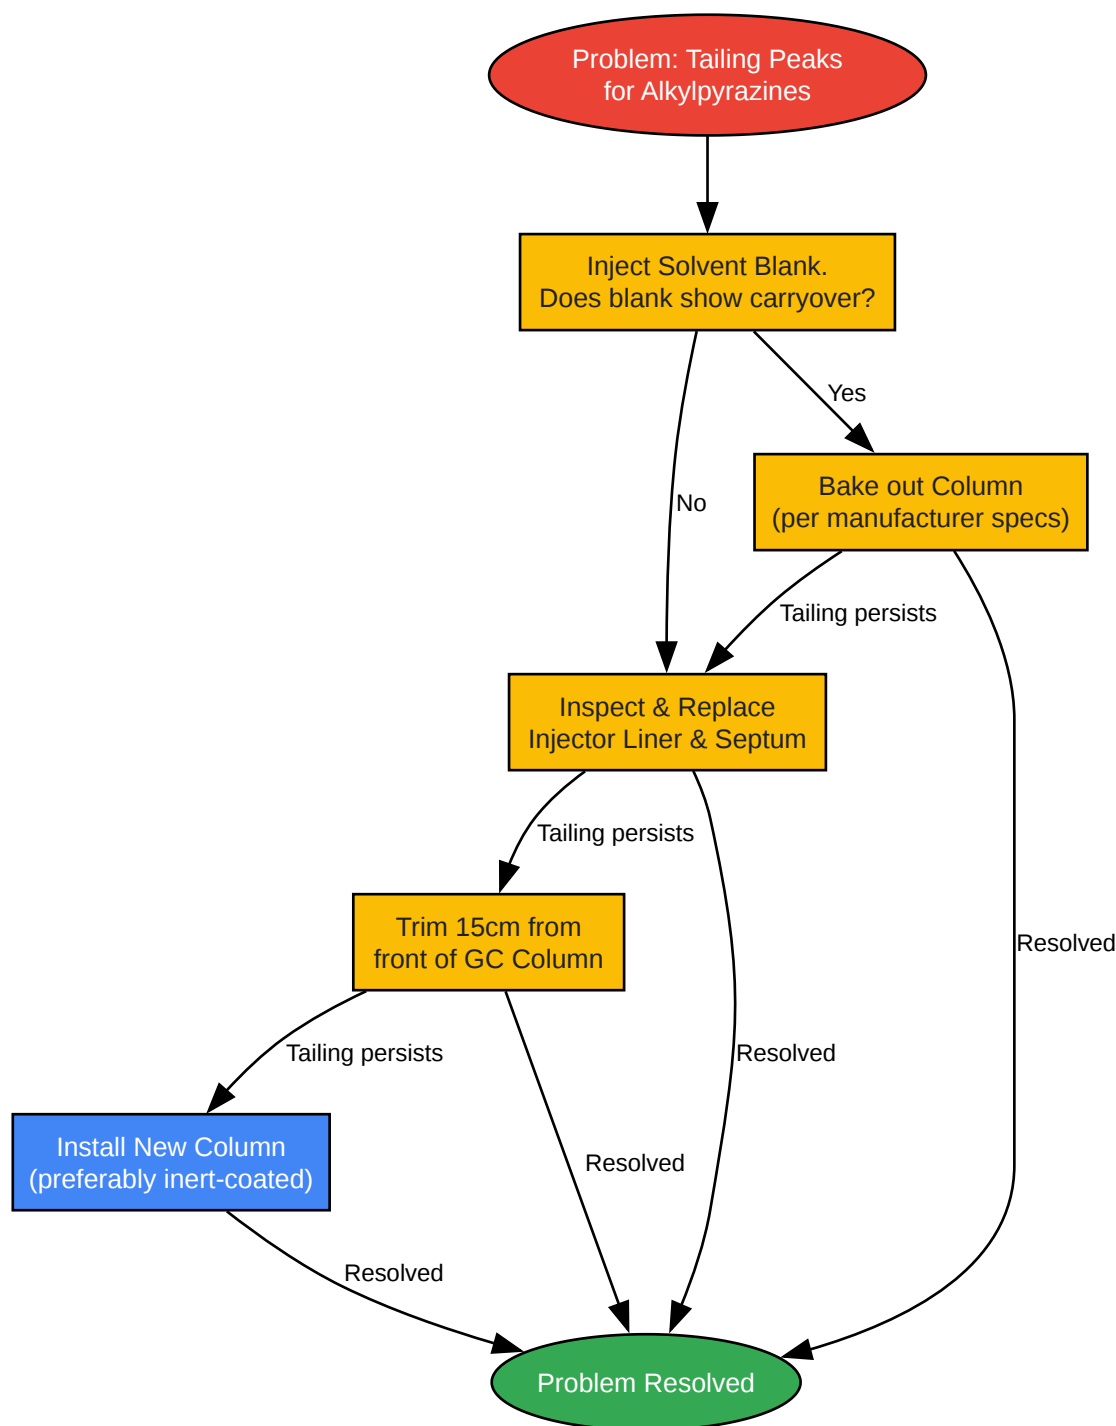 Problem: Tailing Peaks
for Alkylpyrazines
Inject Solvent Blank.
Does blank show carryover?
Yes
Bake out Column
(per manufacturer specs)
No
Tailing persists
Inspect & Replace
Injector Liner & Septum
Tailing persists
Trim 15cm from
front of GC Column
Resolved
Tailing persists
Resolved
Install New Column
(preferably inert-coated)
Resolved
Resolved
Problem Resolved